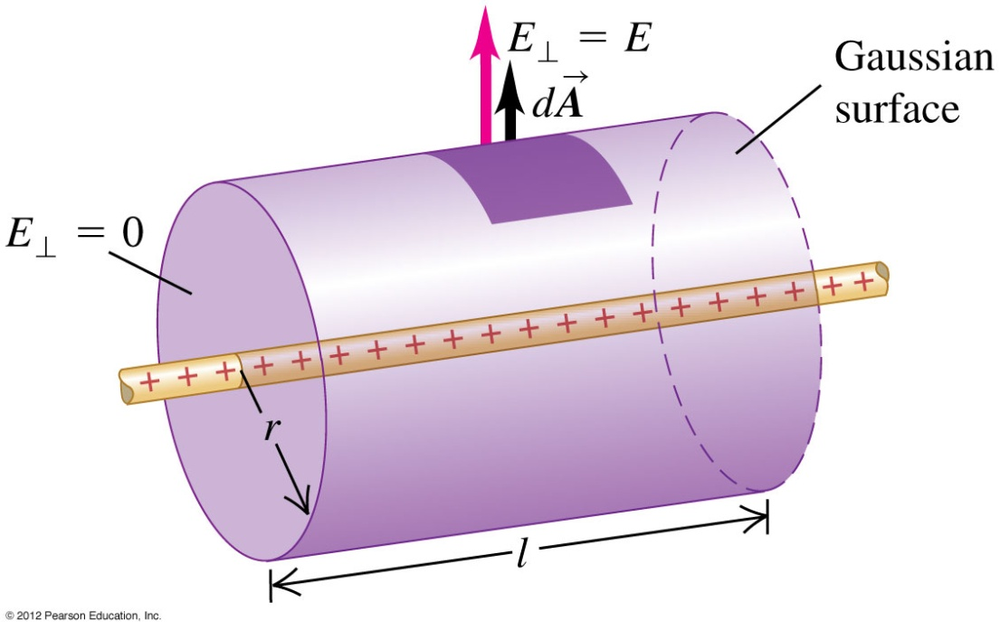 E⊥ = E
dA⃗
Gaussian
surface
E⊥ = 0
+ + + + + + + + + + + + + + + + + + + +
r
l
© 2012 Pearson Education, Inc.